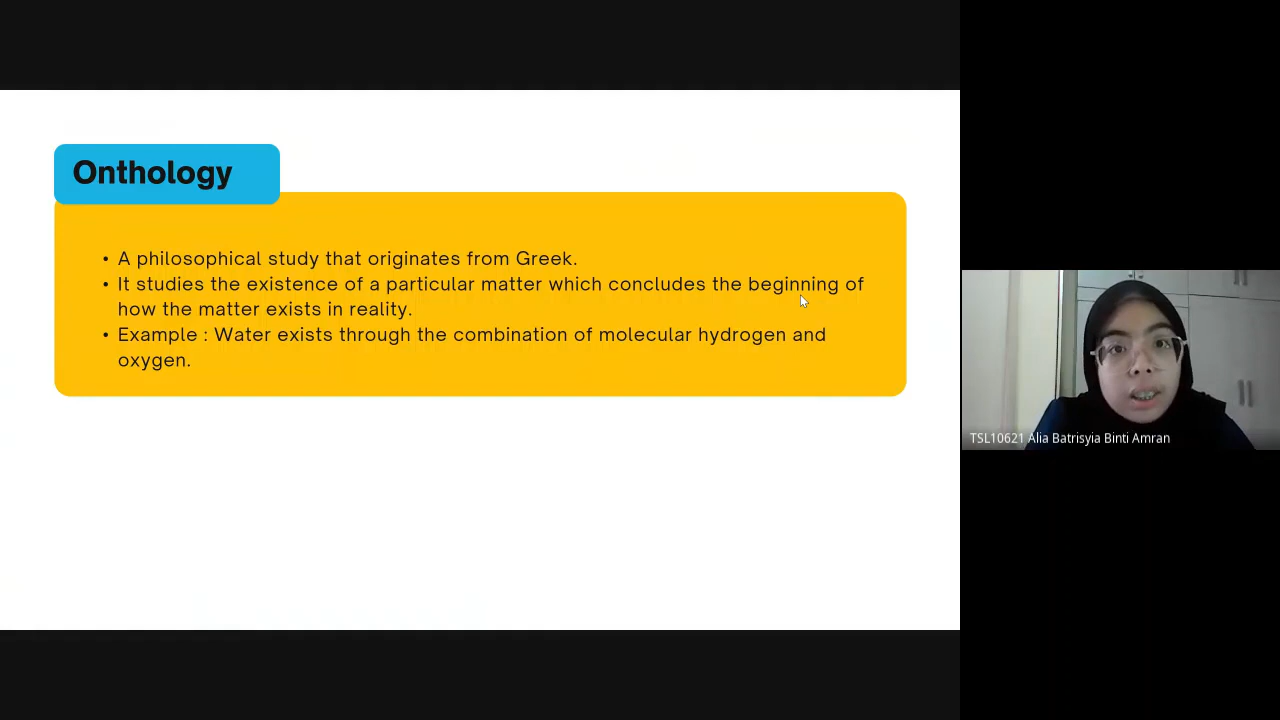 Onthology
• A philosophical study that originates from Greek.
• It studies the existence of a particular matter which concludes the beginning of
how the matter exists in reality.
• Example : Water exists through the combination of molecular hydrogen and
oxygen.
TSL10621 Alia Batrisyia Binti Amran